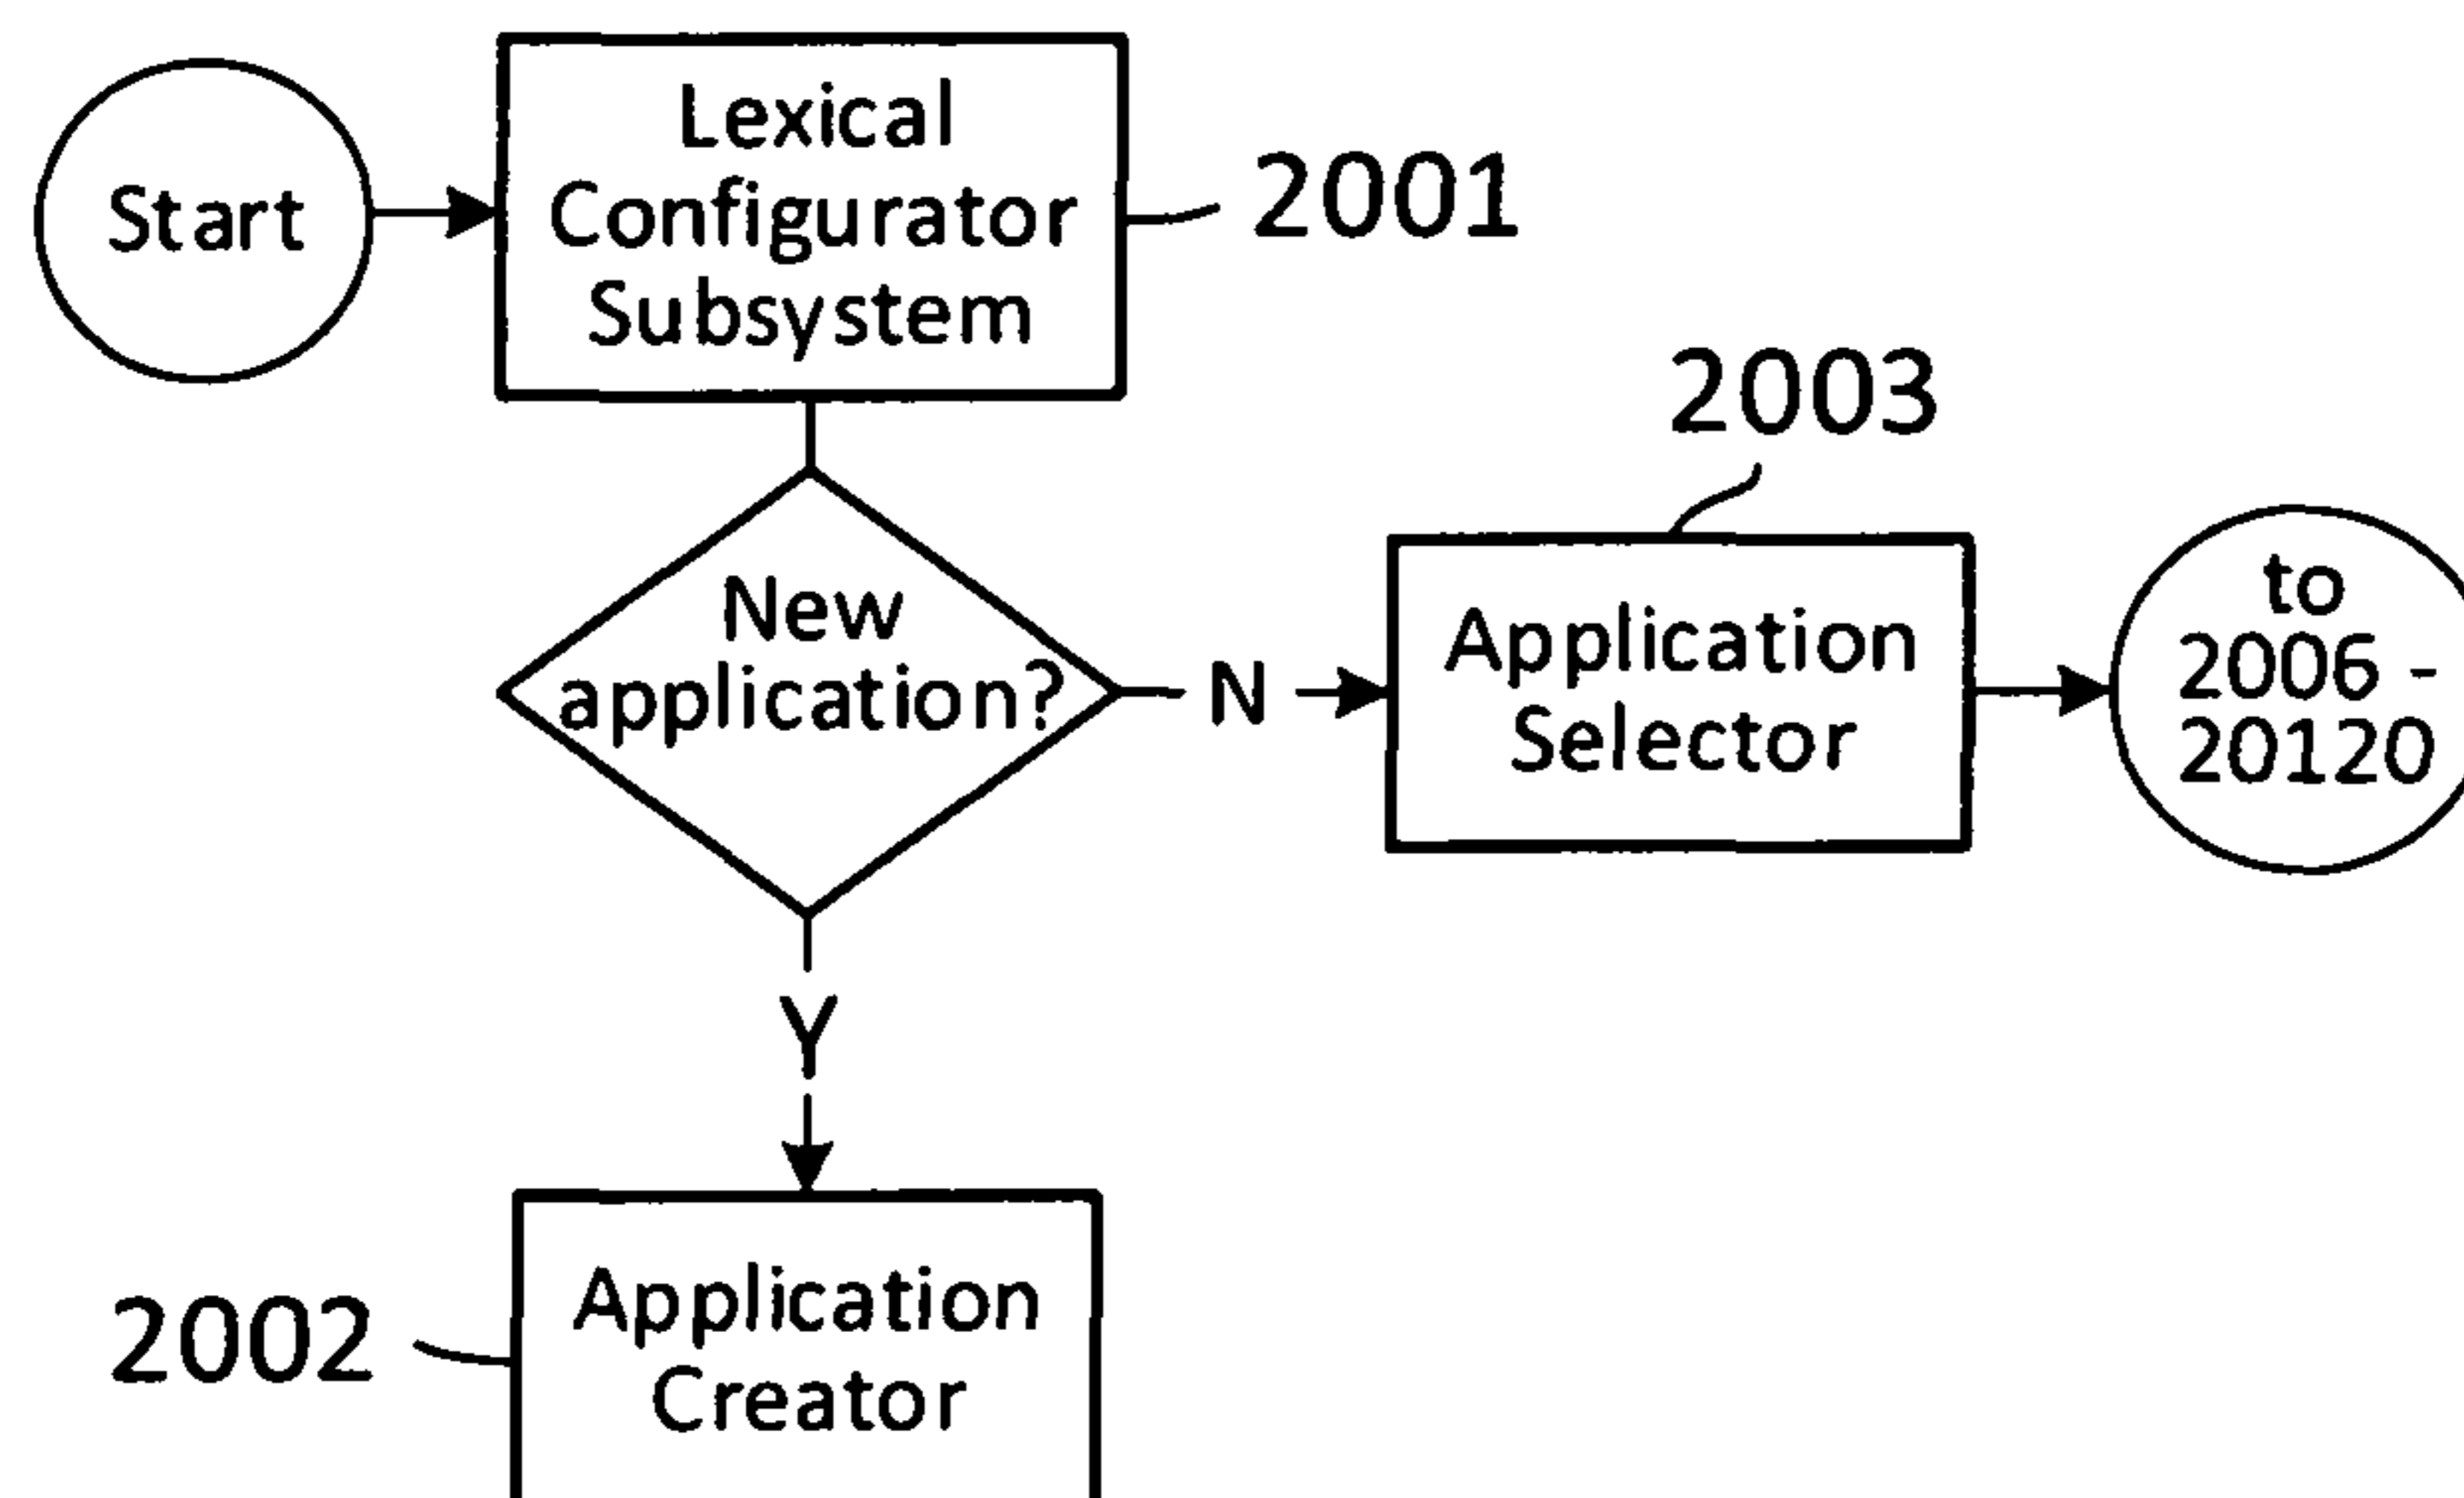 Start
Lexical
Configurator
Subsystem
2001
2003
New
application?
N
Application
Selector
to
2006 -
20120
Y
2002
Application
Creator